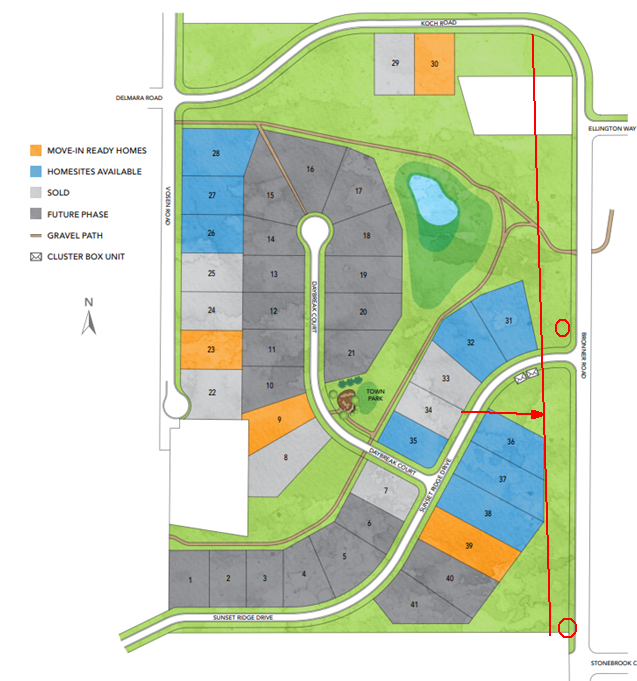 KOCH ROAD
29
30
DELMARA ROAD
ELLINGTON WAY
MOVE-IN READY HOMES
HOMESITES AVAILABLE
SOLD
FUTURE PHASE
GRAVEL PATH
CLUSTER BOX UNIT
N
VOSEN ROAD
28
27
26
25
24
23
22
16
15
17
14
18
13
19
12
20
11
21
10
DAYBREAK COURT
TOWN
PARK
9
8
31
32
33
34
35
BRONNER ROAD
DAYBREAK COURT
SUNSET RIDGE DRIVE
36
37
38
39
40
41
7
6
5
4
3
2
1
SUNSET RIDGE DRIVE
STONEBROOK C